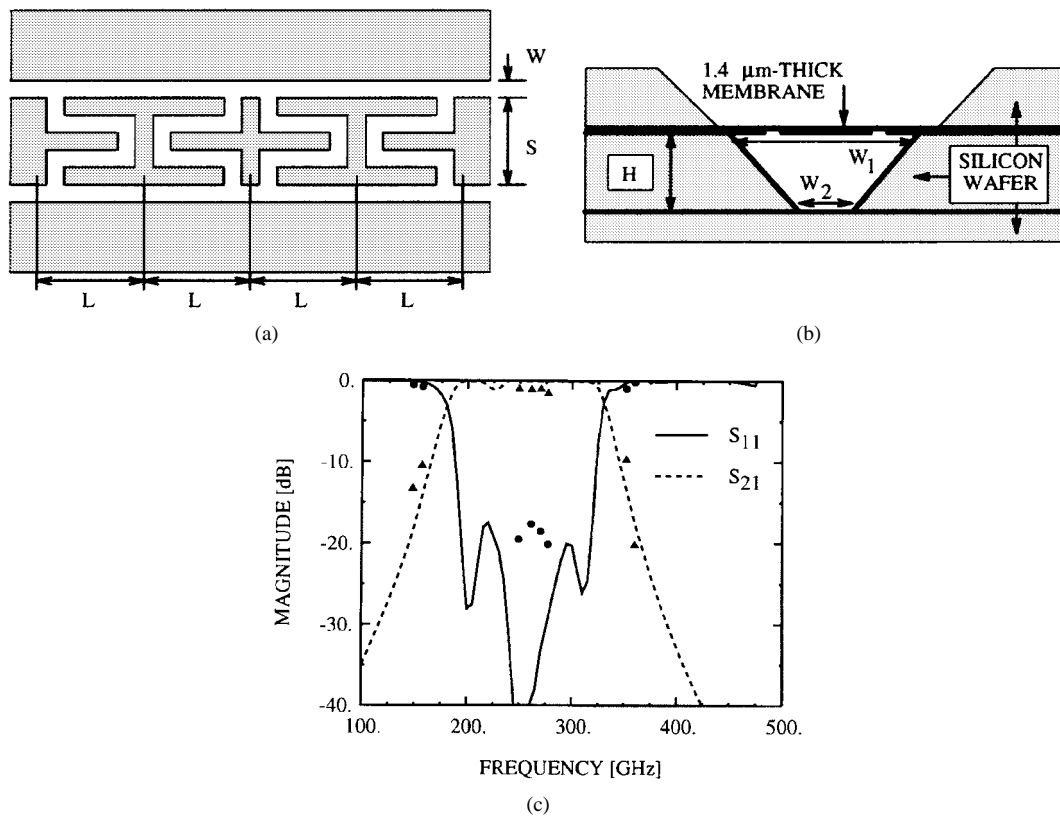 W
S
L L L L
(a)
1.4 μm-THICK
MEMBRANE
H
W1
W2
SILICON
WAFER
(b)
0.
-10.
-20.
-30.
-40.
MAGNITUDE [dB]
S11
S21
100. 200. 300. 400. 500.
FREQUENCY [GHz]
(c)